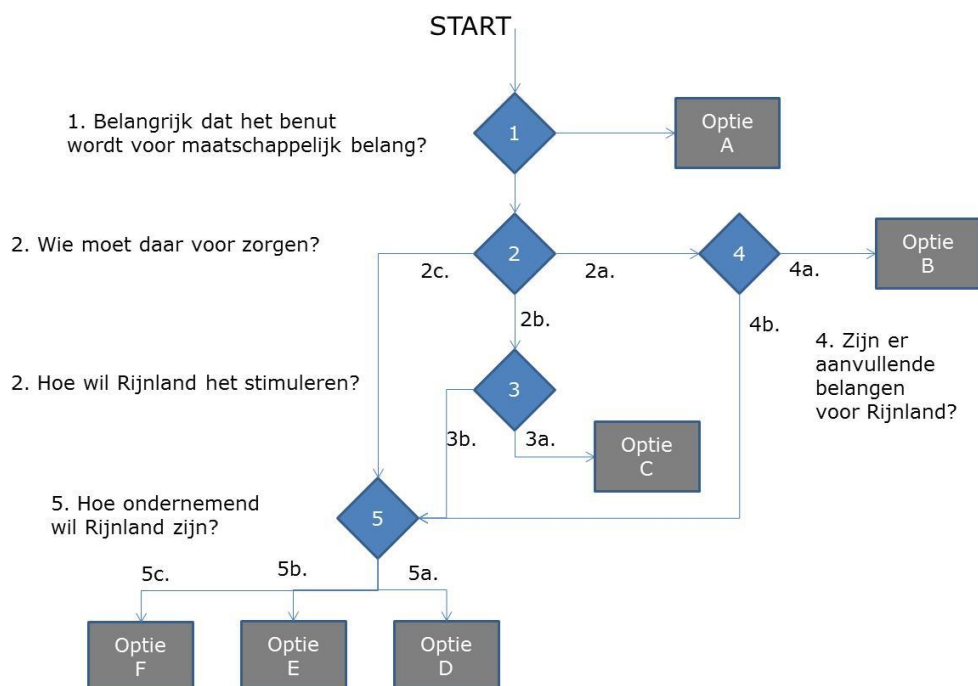 START
1. Belangrijk dat het benut
wordt voor maatschappelijk belang?
1
Optie
A
2. Wie moet daar voor zorgen?
2
4
Optie
B
2c.
2a.
4a.
2b.
4b.
4. Zijn er
aanvullende
belangen
voor Rijnland?
2. Hoe wil Rijnland het stimuleren?
3
3b.
3a.
Optie
C
5. Hoe ondernemend
wil Rijnland zijn?
5
5c.
5b.
5a.
Optie
F
Optie
E
Optie
D